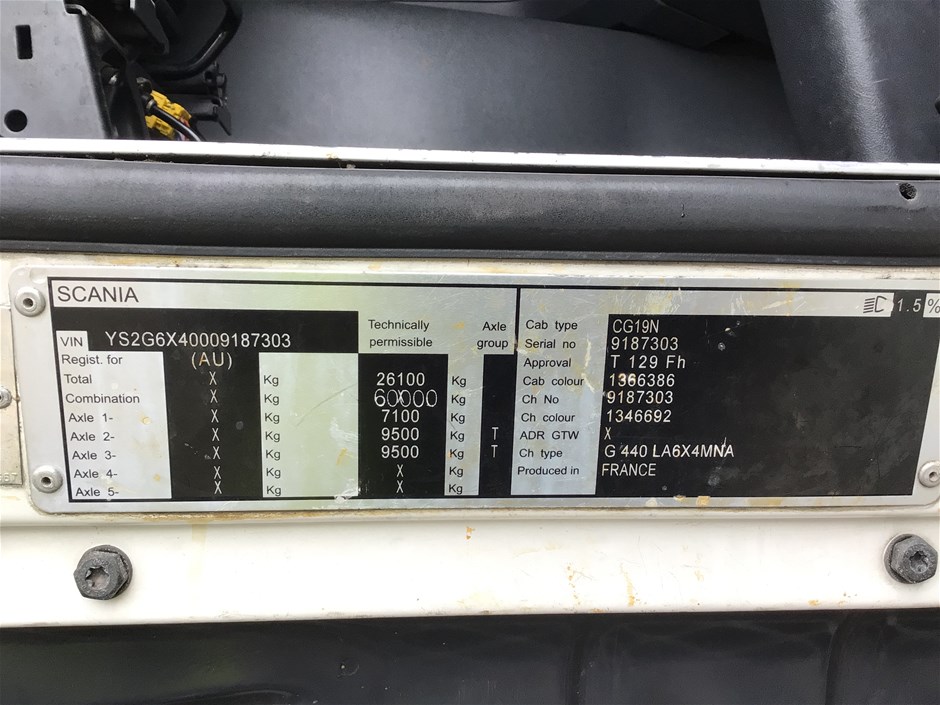 SCANIA
1.5 %
VIN YS2G6X40009187303
Technically permissible
Axle group
Regist. for (AU)
Total X Kg 26100 Kg
Combination X Kg 60000 Kg
Axle 1- X Kg 7100 Kg
Axle 2- X Kg 9500 Kg T
Axle 3- X Kg 9500 Kg T
Axle 4- X Kg X Kg
Axle 5- X Kg X Kg
Cab type CG19N
Serial no 9187303
Approval T 129 Fh
Cab colour 1366386
Ch No 9187303
Ch colour 1346692
ADR GTW X
Ch type G 440 LA6X4MNA
Produced in FRANCE